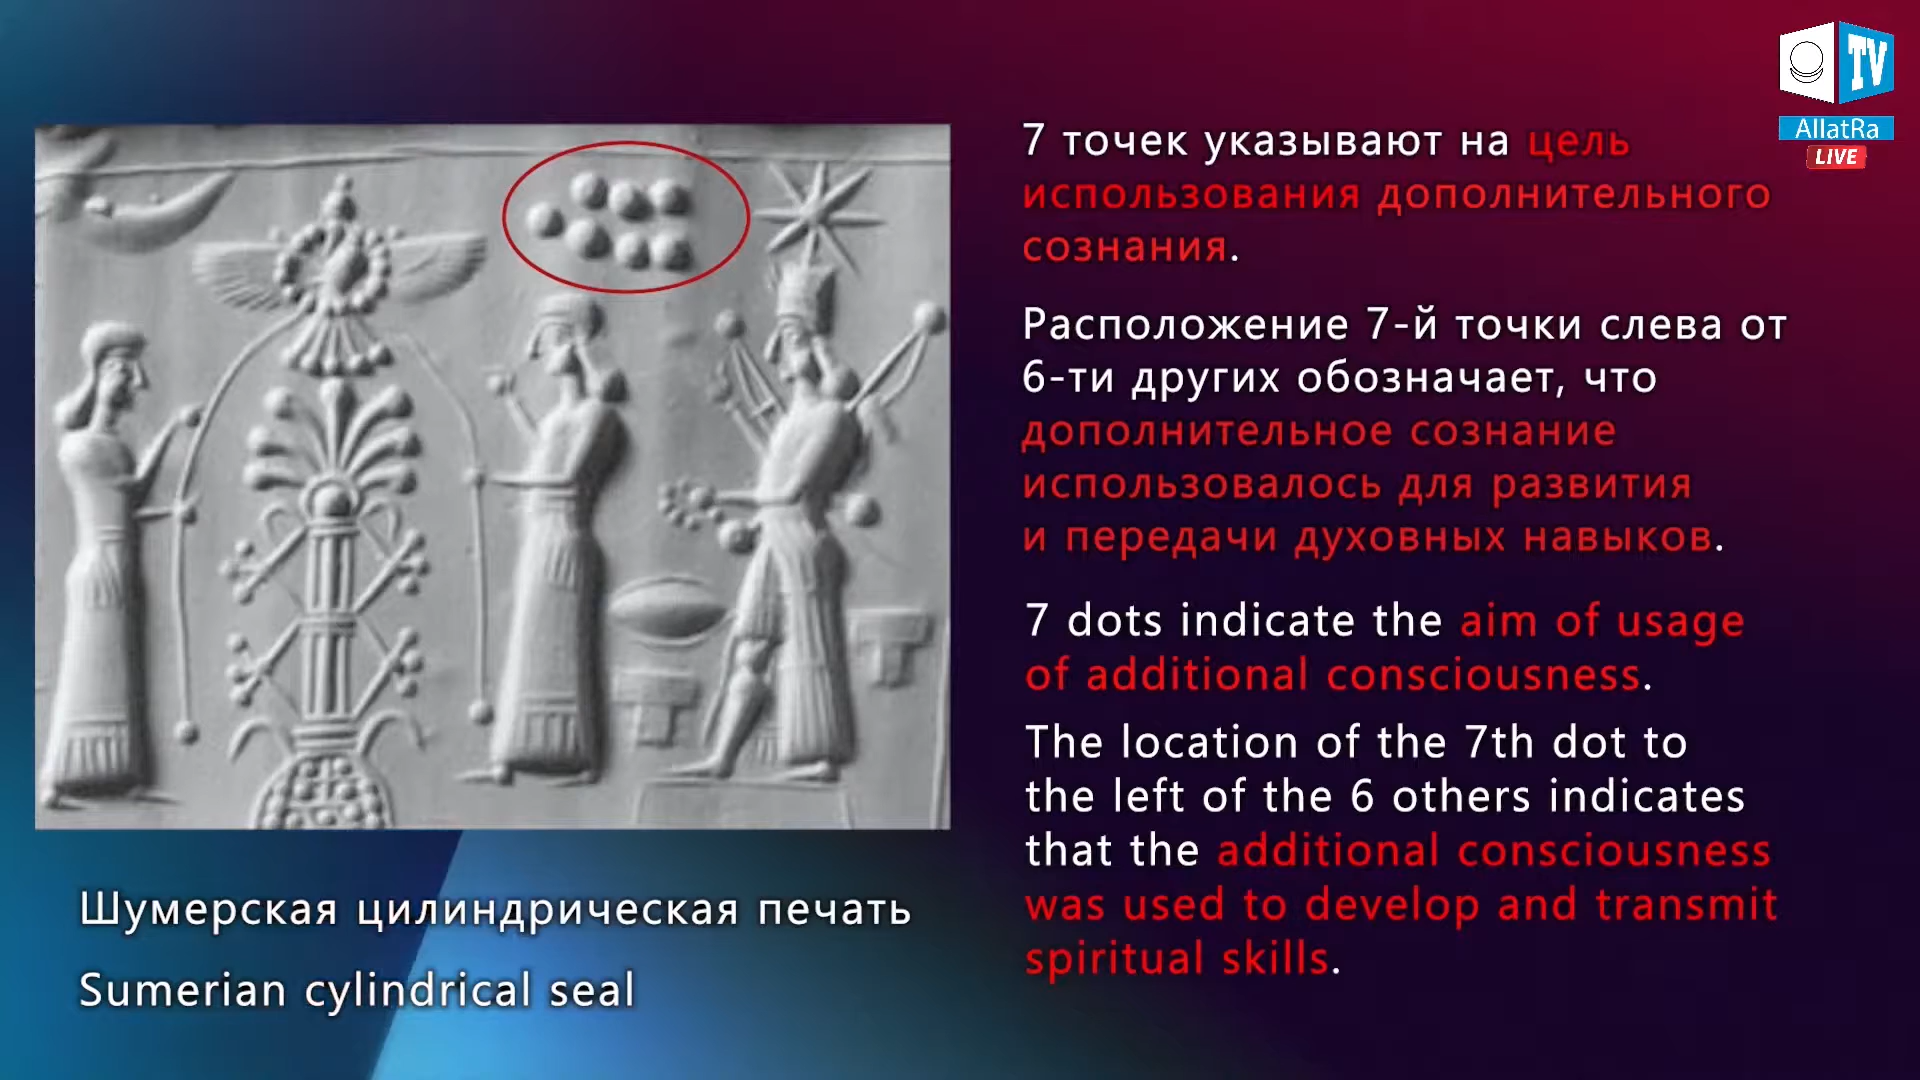 TV
AllatRa
LIVE
7 точек указывают на цель
использования дополнительного
сознания.
Расположение 7-й точки слева от
6-ти других обозначает, что
дополнительное сознание
использовалось для развития
и передачи духовных навыков.
7 dots indicate the aim of usage
of additional consciousness.
The location of the 7th dot to
the left of the 6 others indicates
that the additional consciousness
was used to develop and transmit
spiritual skills.
Шумерская цилиндрическая печать
Sumerian cylindrical seal